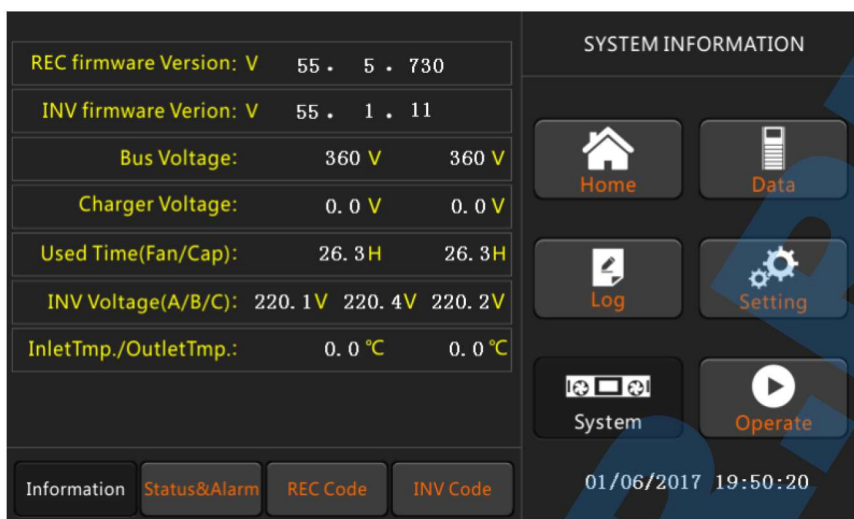 REC firmware Version: V 55. 5. 730
INV firmware Verion: V 55. 1. 11
Bus Voltage: 360 V 360 V
Charger Voltage: 0.0 V 0.0 V
Used Time(Fan/Cap): 26.3H 26.3H
INV Voltage(A/B/C): 220.1V 220.4V 220.2V
InletTmp./OutletTmp.: 0.0 ℃ 0.0 ℃
Information Status&Alarm REC Code INV Code
SYSTEM INFORMATION
Home Data
Log Setting
System Operate
01/06/2017 19:50:20